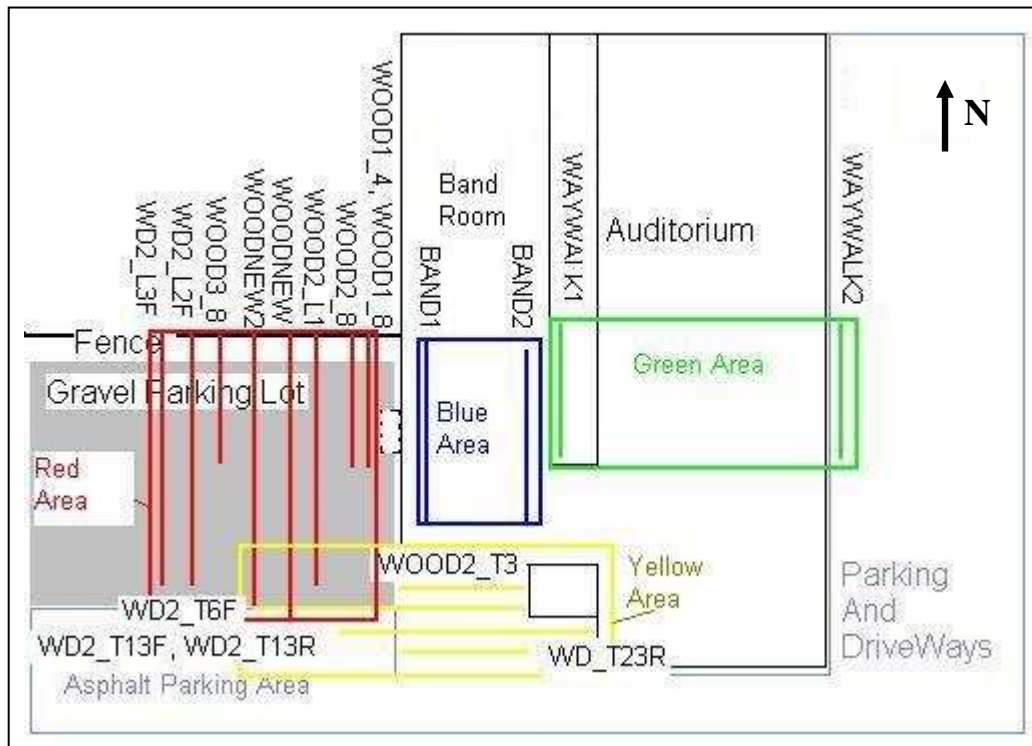 N
WD2_L3F
WD2_L2F
WOOD3_8
WOODNEW2
WOODNEW
WOOD2_L1
WOOD2_8
WOOD1_4, WOOD1_8
Band
Room
BAND1
BAND2
WAYWALK1
Auditorium
WAYWALK2
Fence
Gravel Parking Lot
Red
Area
Blue
Area
Green Area
WOOD2_T3
Yellow
Area
WD2_T6F
WD2_T13F, WD2_T13R
WD_T23R
Asphalt Parking Area
Parking
And
DriveWays